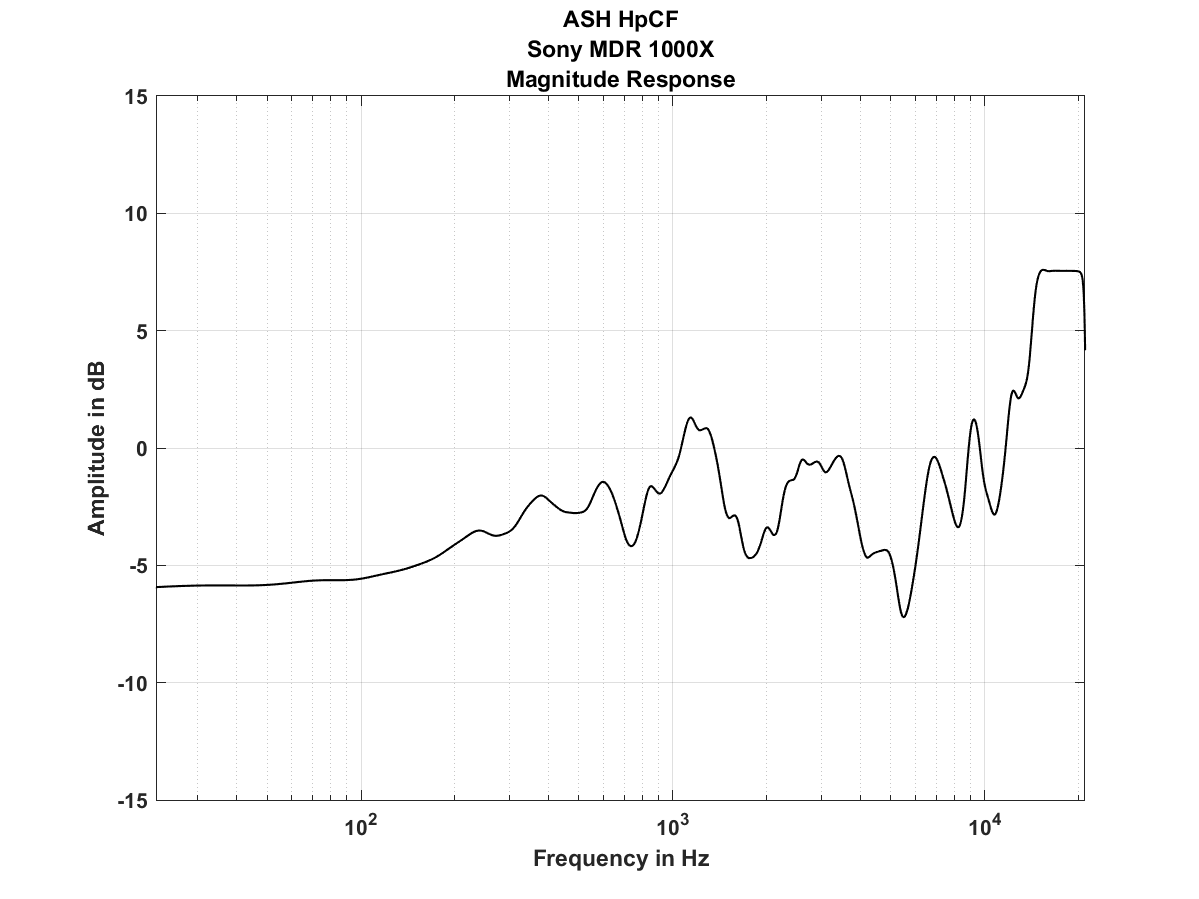 ASH HpCF
Sony MDR 1000X
Magnitude Response
15
10
5
0
-5
-10
-15
Amplitude in dB
10² 10³ 10⁴
Frequency in Hz